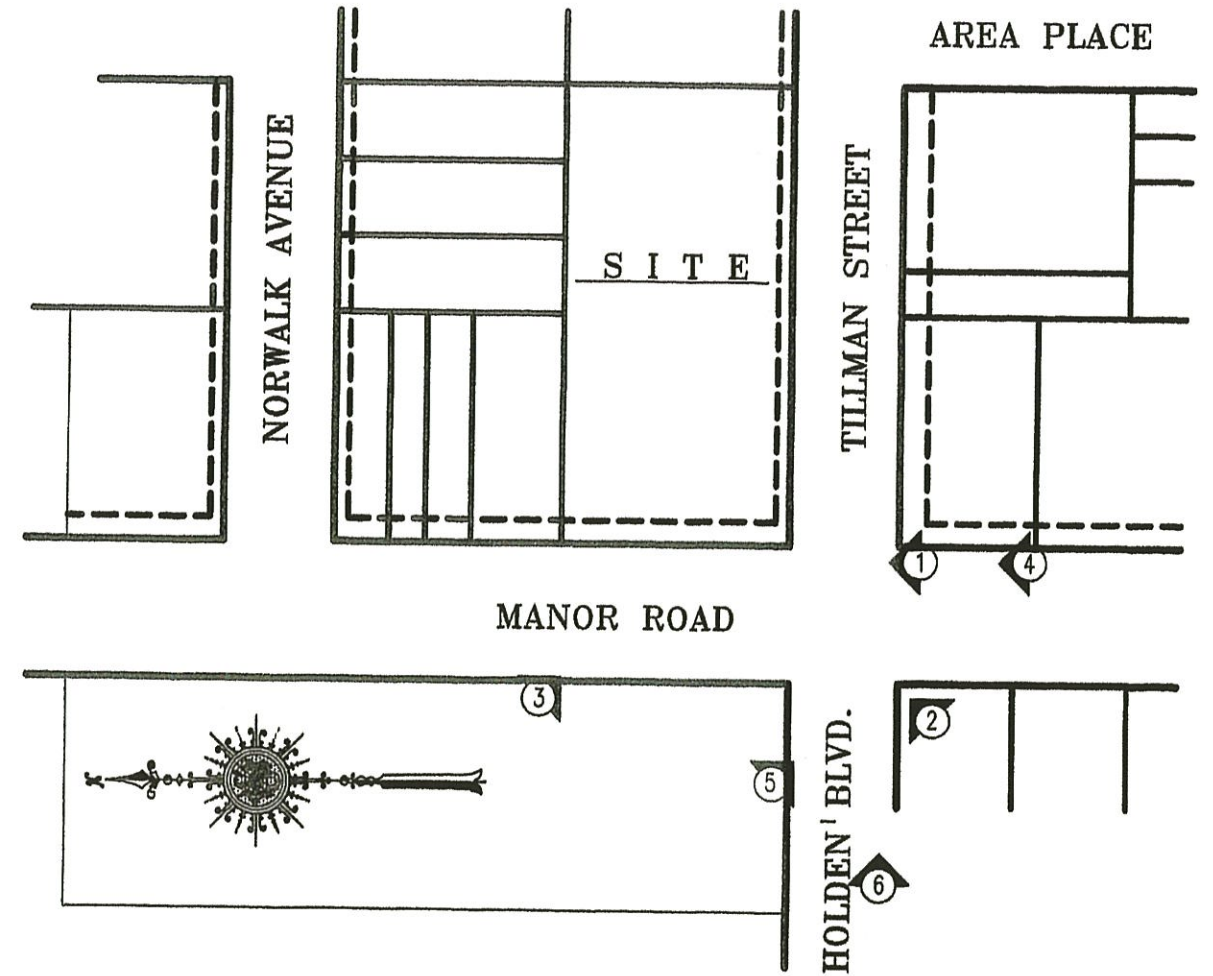 AREA PLACE
NORWALK AVENUE
TILLMAN STREET
S I T E
1
4
MANOR ROAD
3
2
5
HOLDEN' BLVD.
6